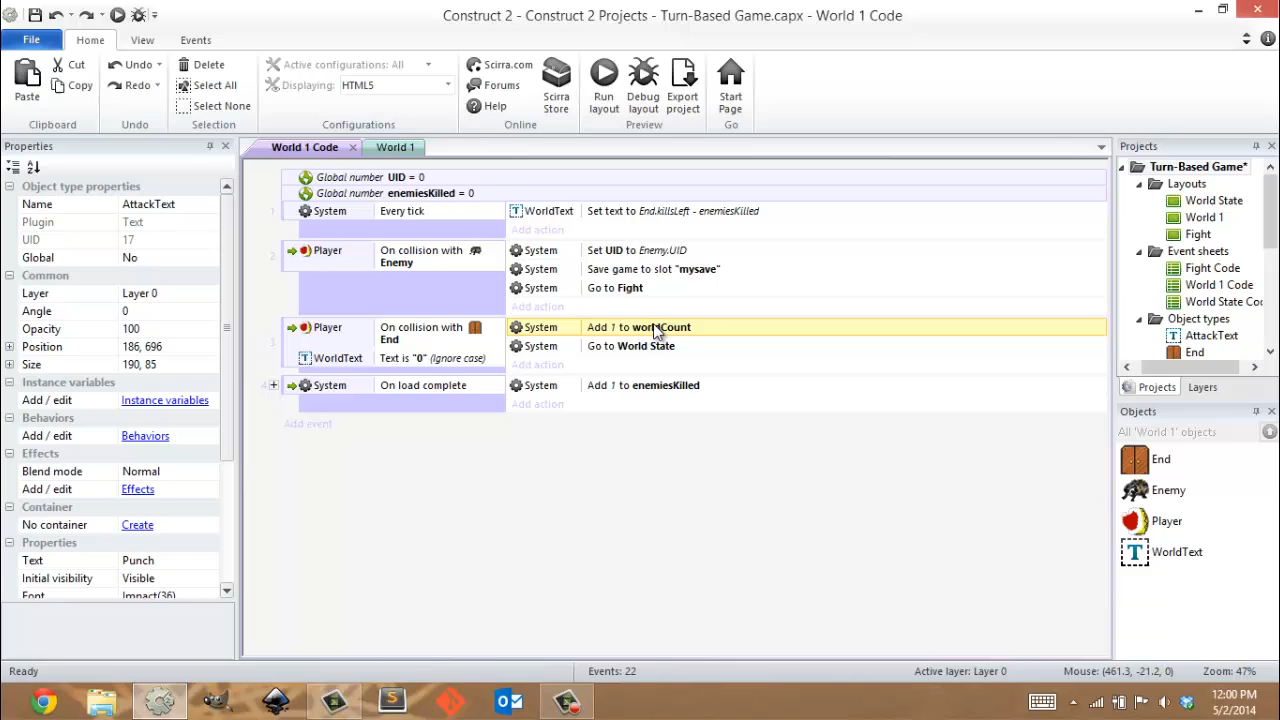 Construct 2 - Construct 2 Projects - Turn-Based Game.capx - World 1 Code
File Home View Events
Paste Cut Copy
Clipboard
Undo Redo
Undo
Delete Select All Select None
Selection
Active configurations: All
Displaying: HTML5
Configurations
Scirra.com Forums Help
Scirra Store
Online
Run layout
Debug layout
Export project
Preview
Start Page
Go
Properties
Object type properties
Name AttackText
Plugin Text
UID 17
Global No
Common
Layer Layer 0
Angle 0
Opacity 100
Position 186, 696
Size 190, 85
Instance variables
Add / edit Instance variables
Behaviors
Add / edit Behaviors
Effects
Blend mode Normal
Add / edit Effects
Container
No container Create
Properties
Text Punch
Initial visibility Visible
Font Impact(36)
World 1 Code World 1
Global number UID = 0
Global number enemiesKilled = 0
1 System Every tick WorldText Set text to End.killsLeft - enemiesKilled
Add action
2 Player On collision with Enemy System Set UID to Enemy.UID
System Save game to slot "mysave"
System Go to Fight
Add action
3 Player On collision with End System Add 1 to worldCount
WorldText Text is "0" (ignore case) System Go to World State
Add action
4 System On load complete System Add 1 to enemiesKilled
Add action
Add event
Projects
Turn-Based Game*
Layouts
World State
World 1
Fight
Event sheets
Fight Code
World 1 Code
World State Co
Object types
AttackText
End
Projects Layers
Objects
All 'World 1' objects
End
Enemy
Player
T WorldText
Ready Events: 22 Active layer: Layer 0 Mouse: (461.3, -21.2, 0) Zoom: 47%
12:00 PM
5/2/2014